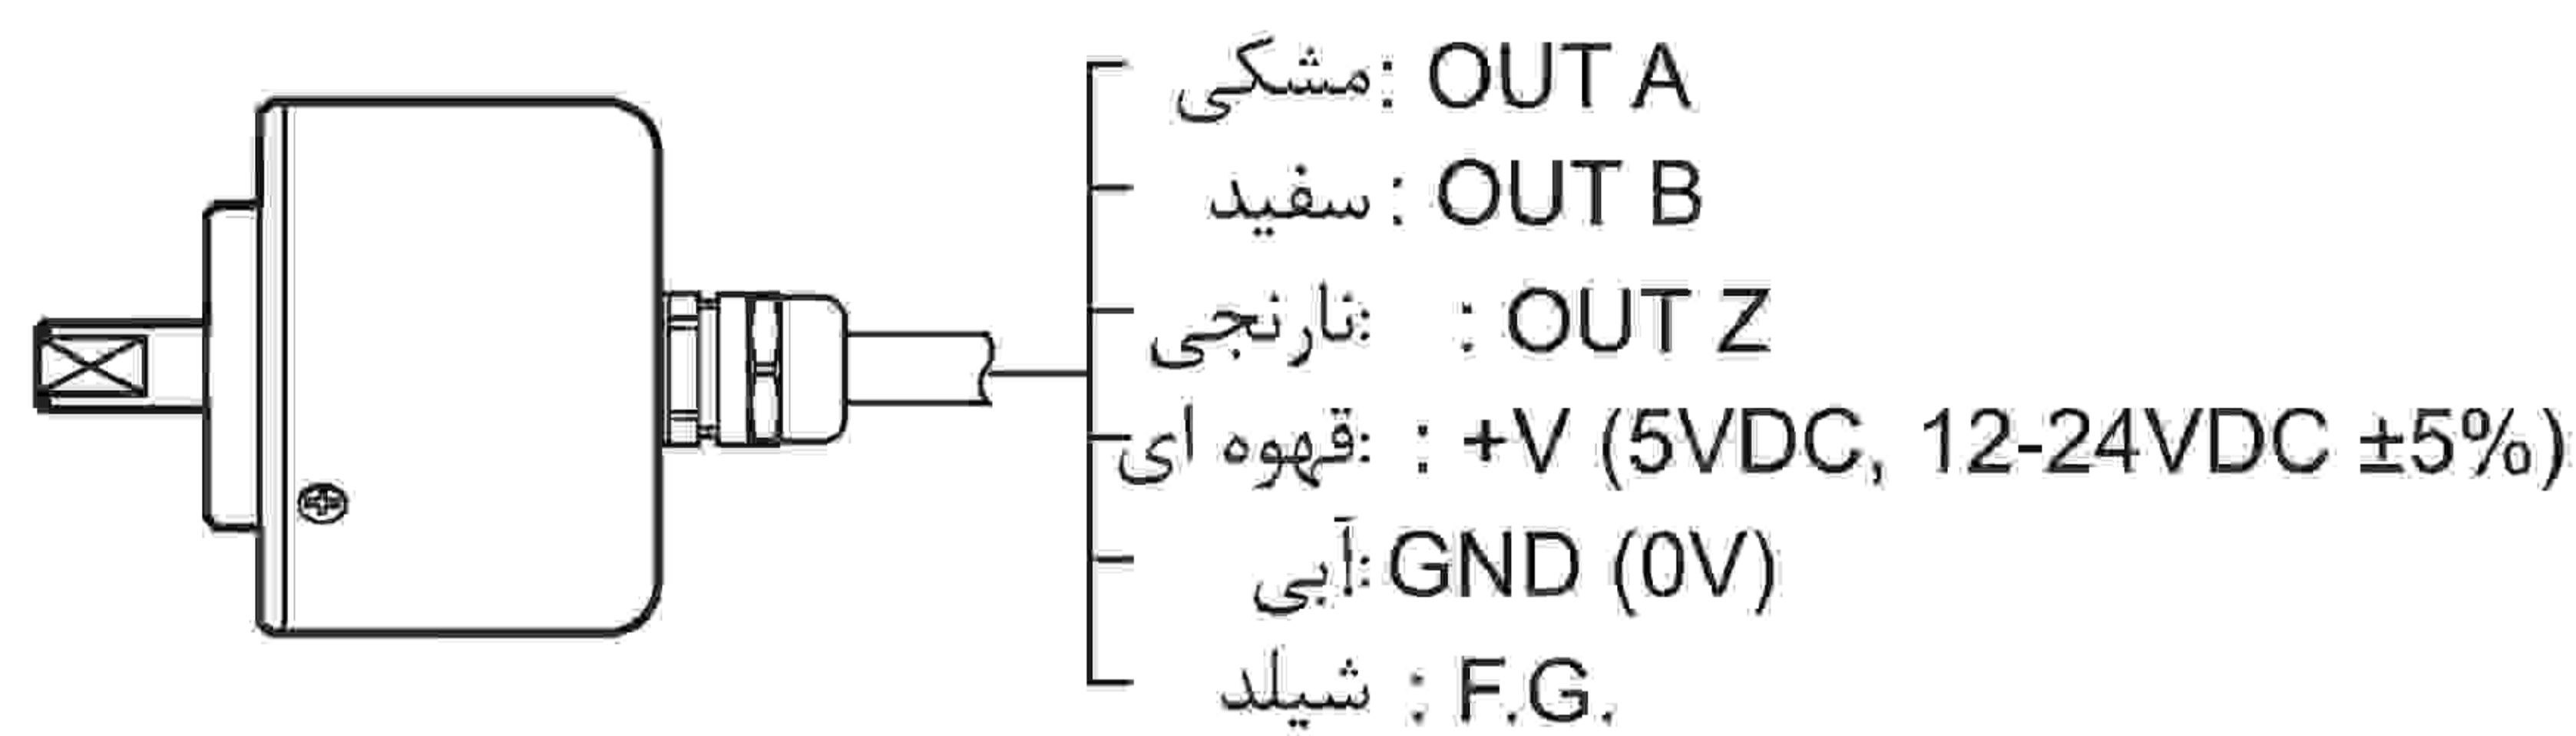 مشکی: OUT A
سفید : OUT B
نارنجی: : OUT Z
قهوه ای: : +V (5VDC, 12-24VDC ±5%)
آبی: GND (0V)
شیلد : F.G.